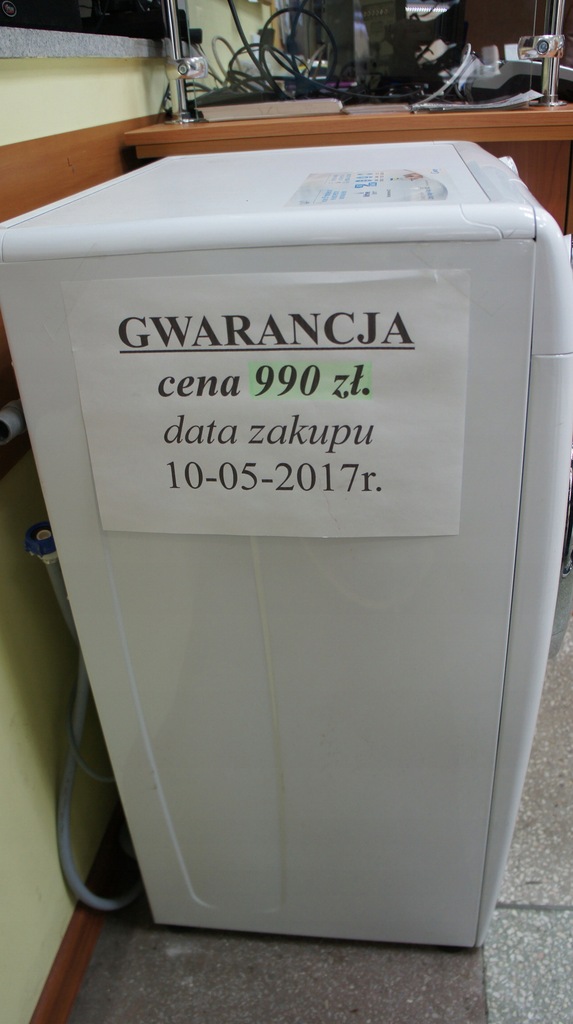 GWARANCJA
cena 990 zł.
data zakupu
10-05-2017r.